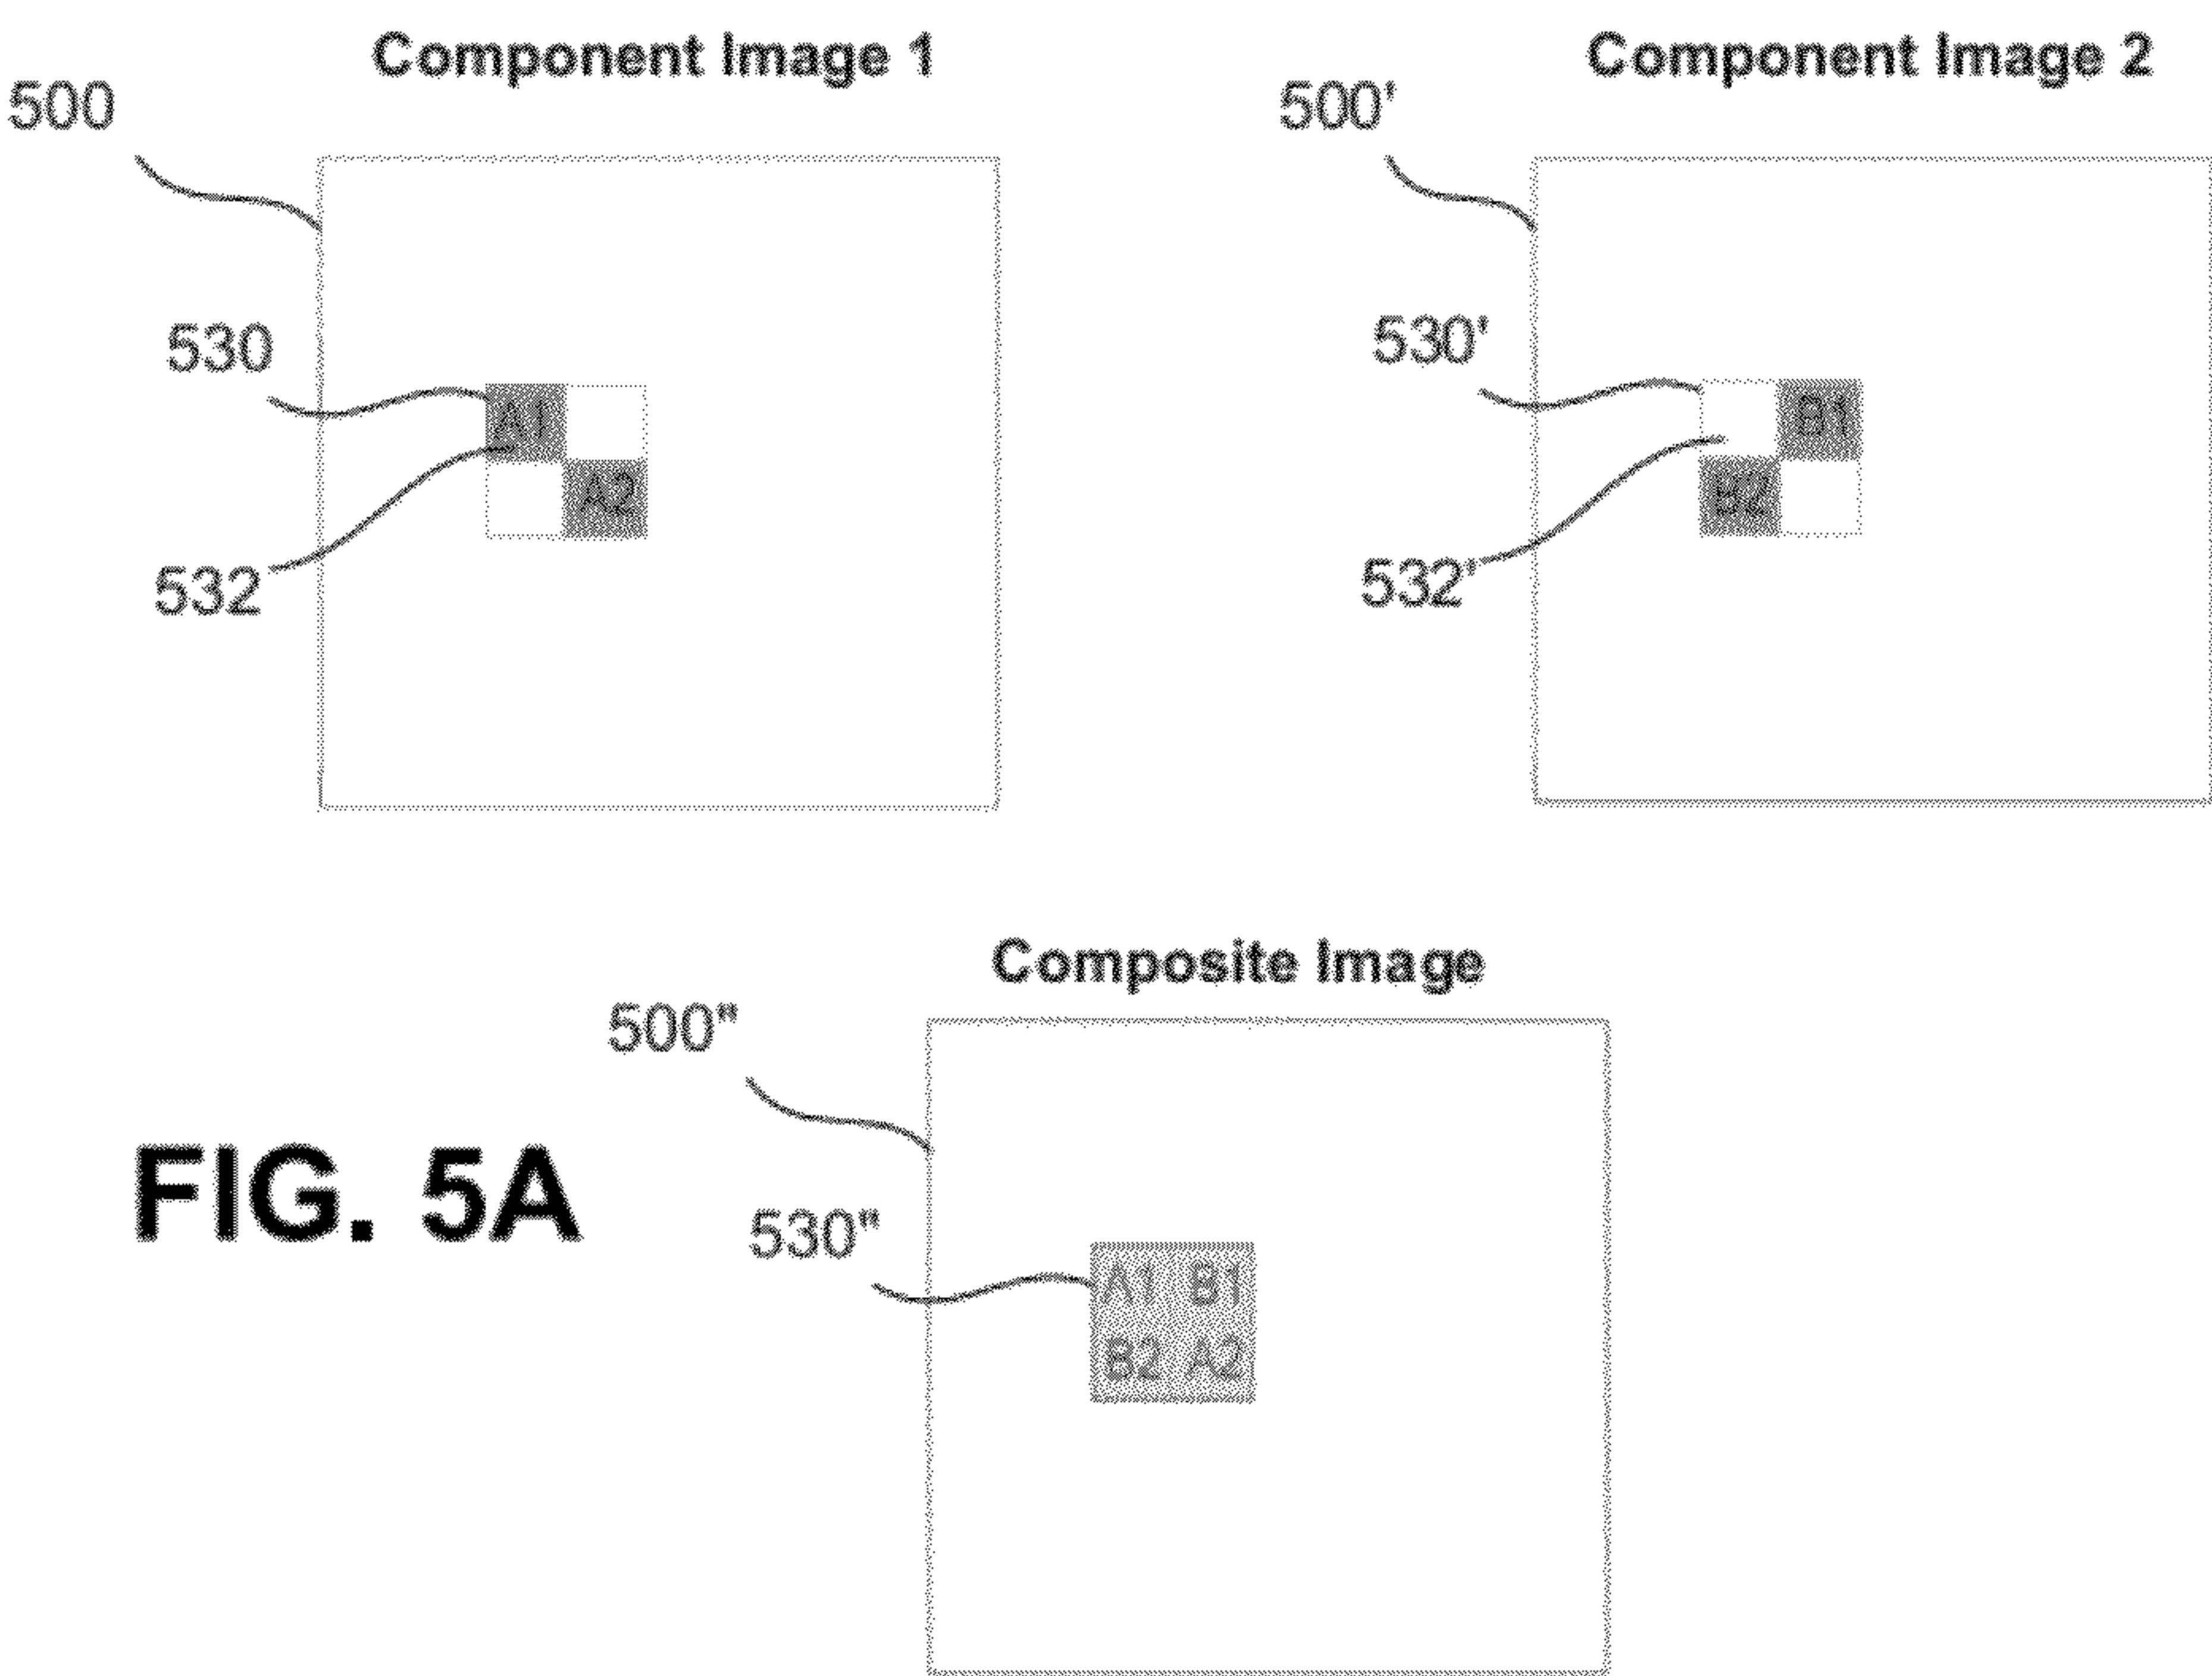 Component Image 1
500
530
A1
A2
532
Component Image 2
500'
530'
B1
B2
532'
Composite Image
500"
FIG. 5A
530"
A1 B1
B2 A2